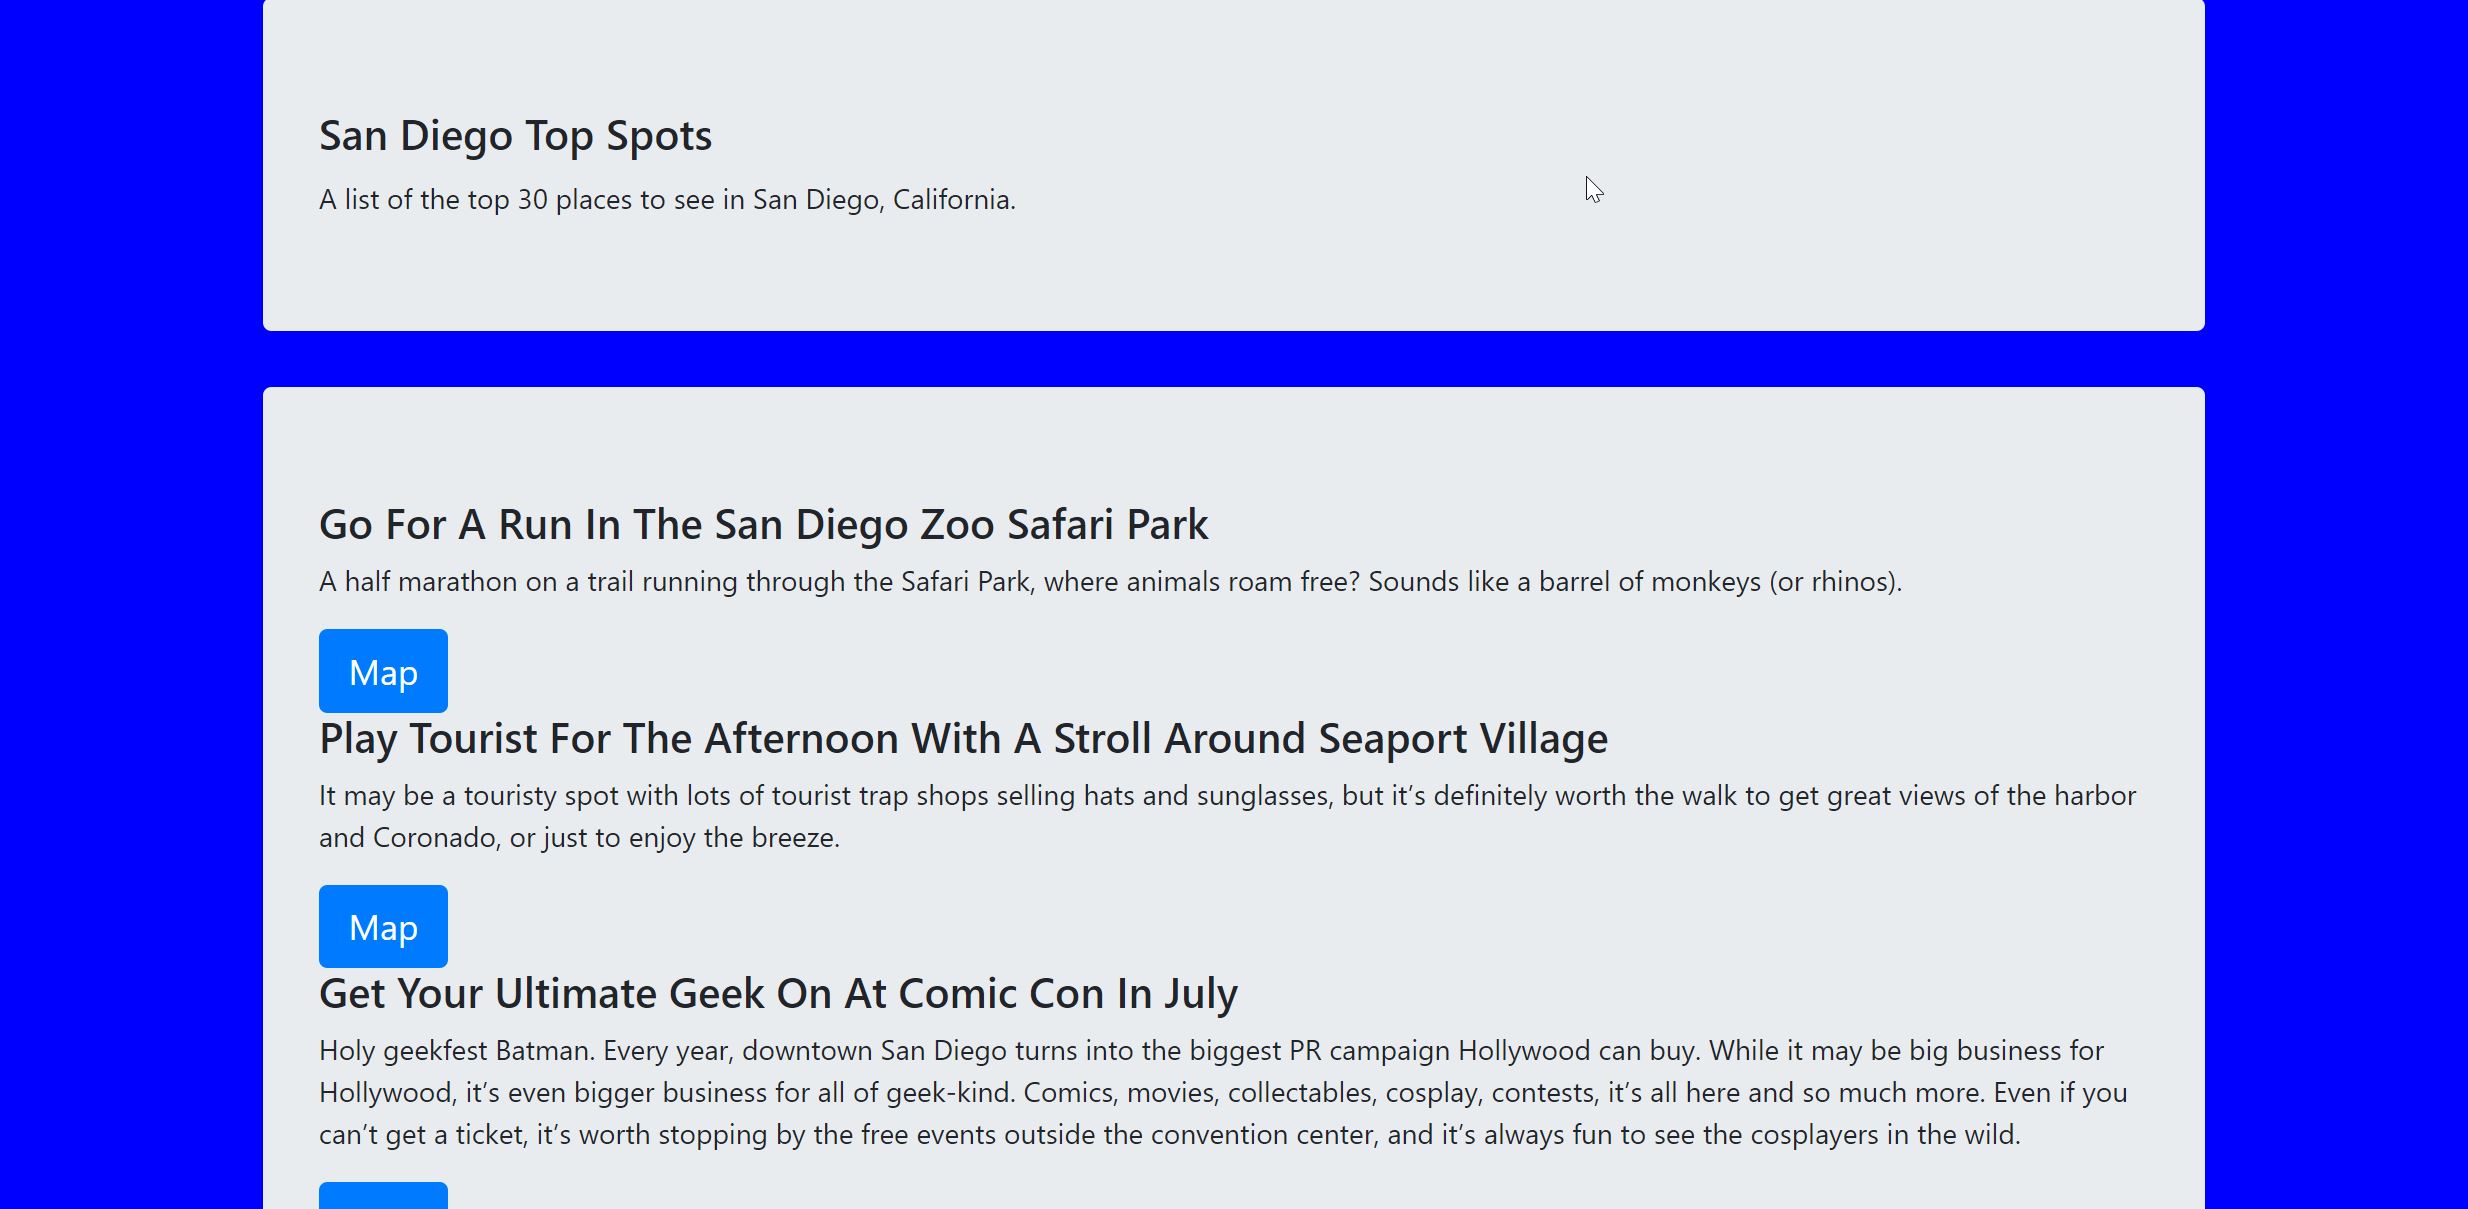 San Diego Top Spots
A list of the top 30 places to see in San Diego, California.
Go For A Run In The San Diego Zoo Safari Park
A half marathon on a trail running through the Safari Park, where animals roam free? Sounds like a barrel of monkeys (or rhinos).
Map
Play Tourist For The Afternoon With A Stroll Around Seaport Village
It may be a touristy spot with lots of tourist trap shops selling hats and sunglasses, but it’s definitely worth the walk to get great views of the harbor
and Coronado, or just to enjoy the breeze.
Map
Get Your Ultimate Geek On At Comic Con In July
Holy geekfest Batman. Every year, downtown San Diego turns into the biggest PR campaign Hollywood can buy. While it may be big business for
Hollywood, it’s even bigger business for all of geek-kind. Comics, movies, collectables, cosplay, contests, it’s all here and so much more. Even if you
can’t get a ticket, it’s worth stopping by the free events outside the convention center, and it’s always fun to see the cosplayers in the wild.